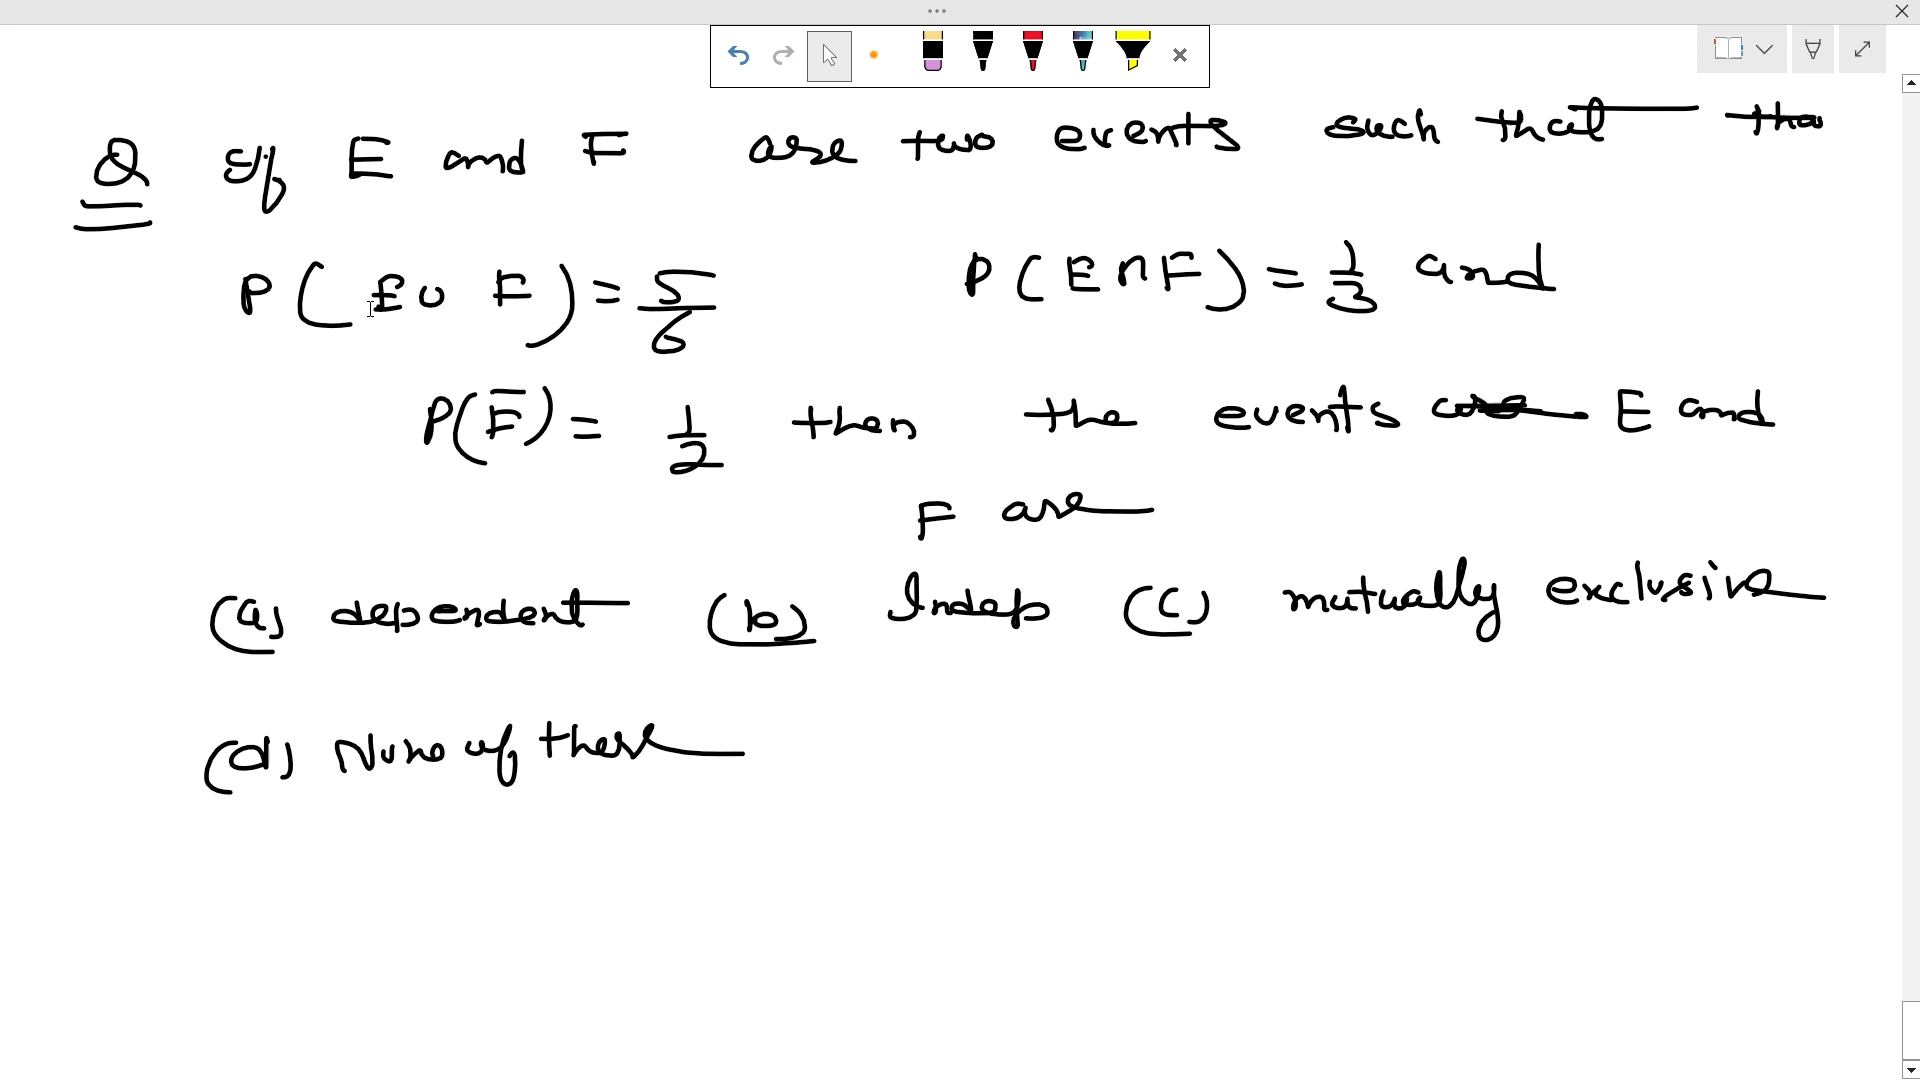 Q If E and F are two events such that
P(E∪F) = 5/6 P(E∩F) = 1/3 and
P(F̅) = 1/2 then the events E and
F are
(a) dependent (b) Indep (c) mutually exclusive
(d) None of these